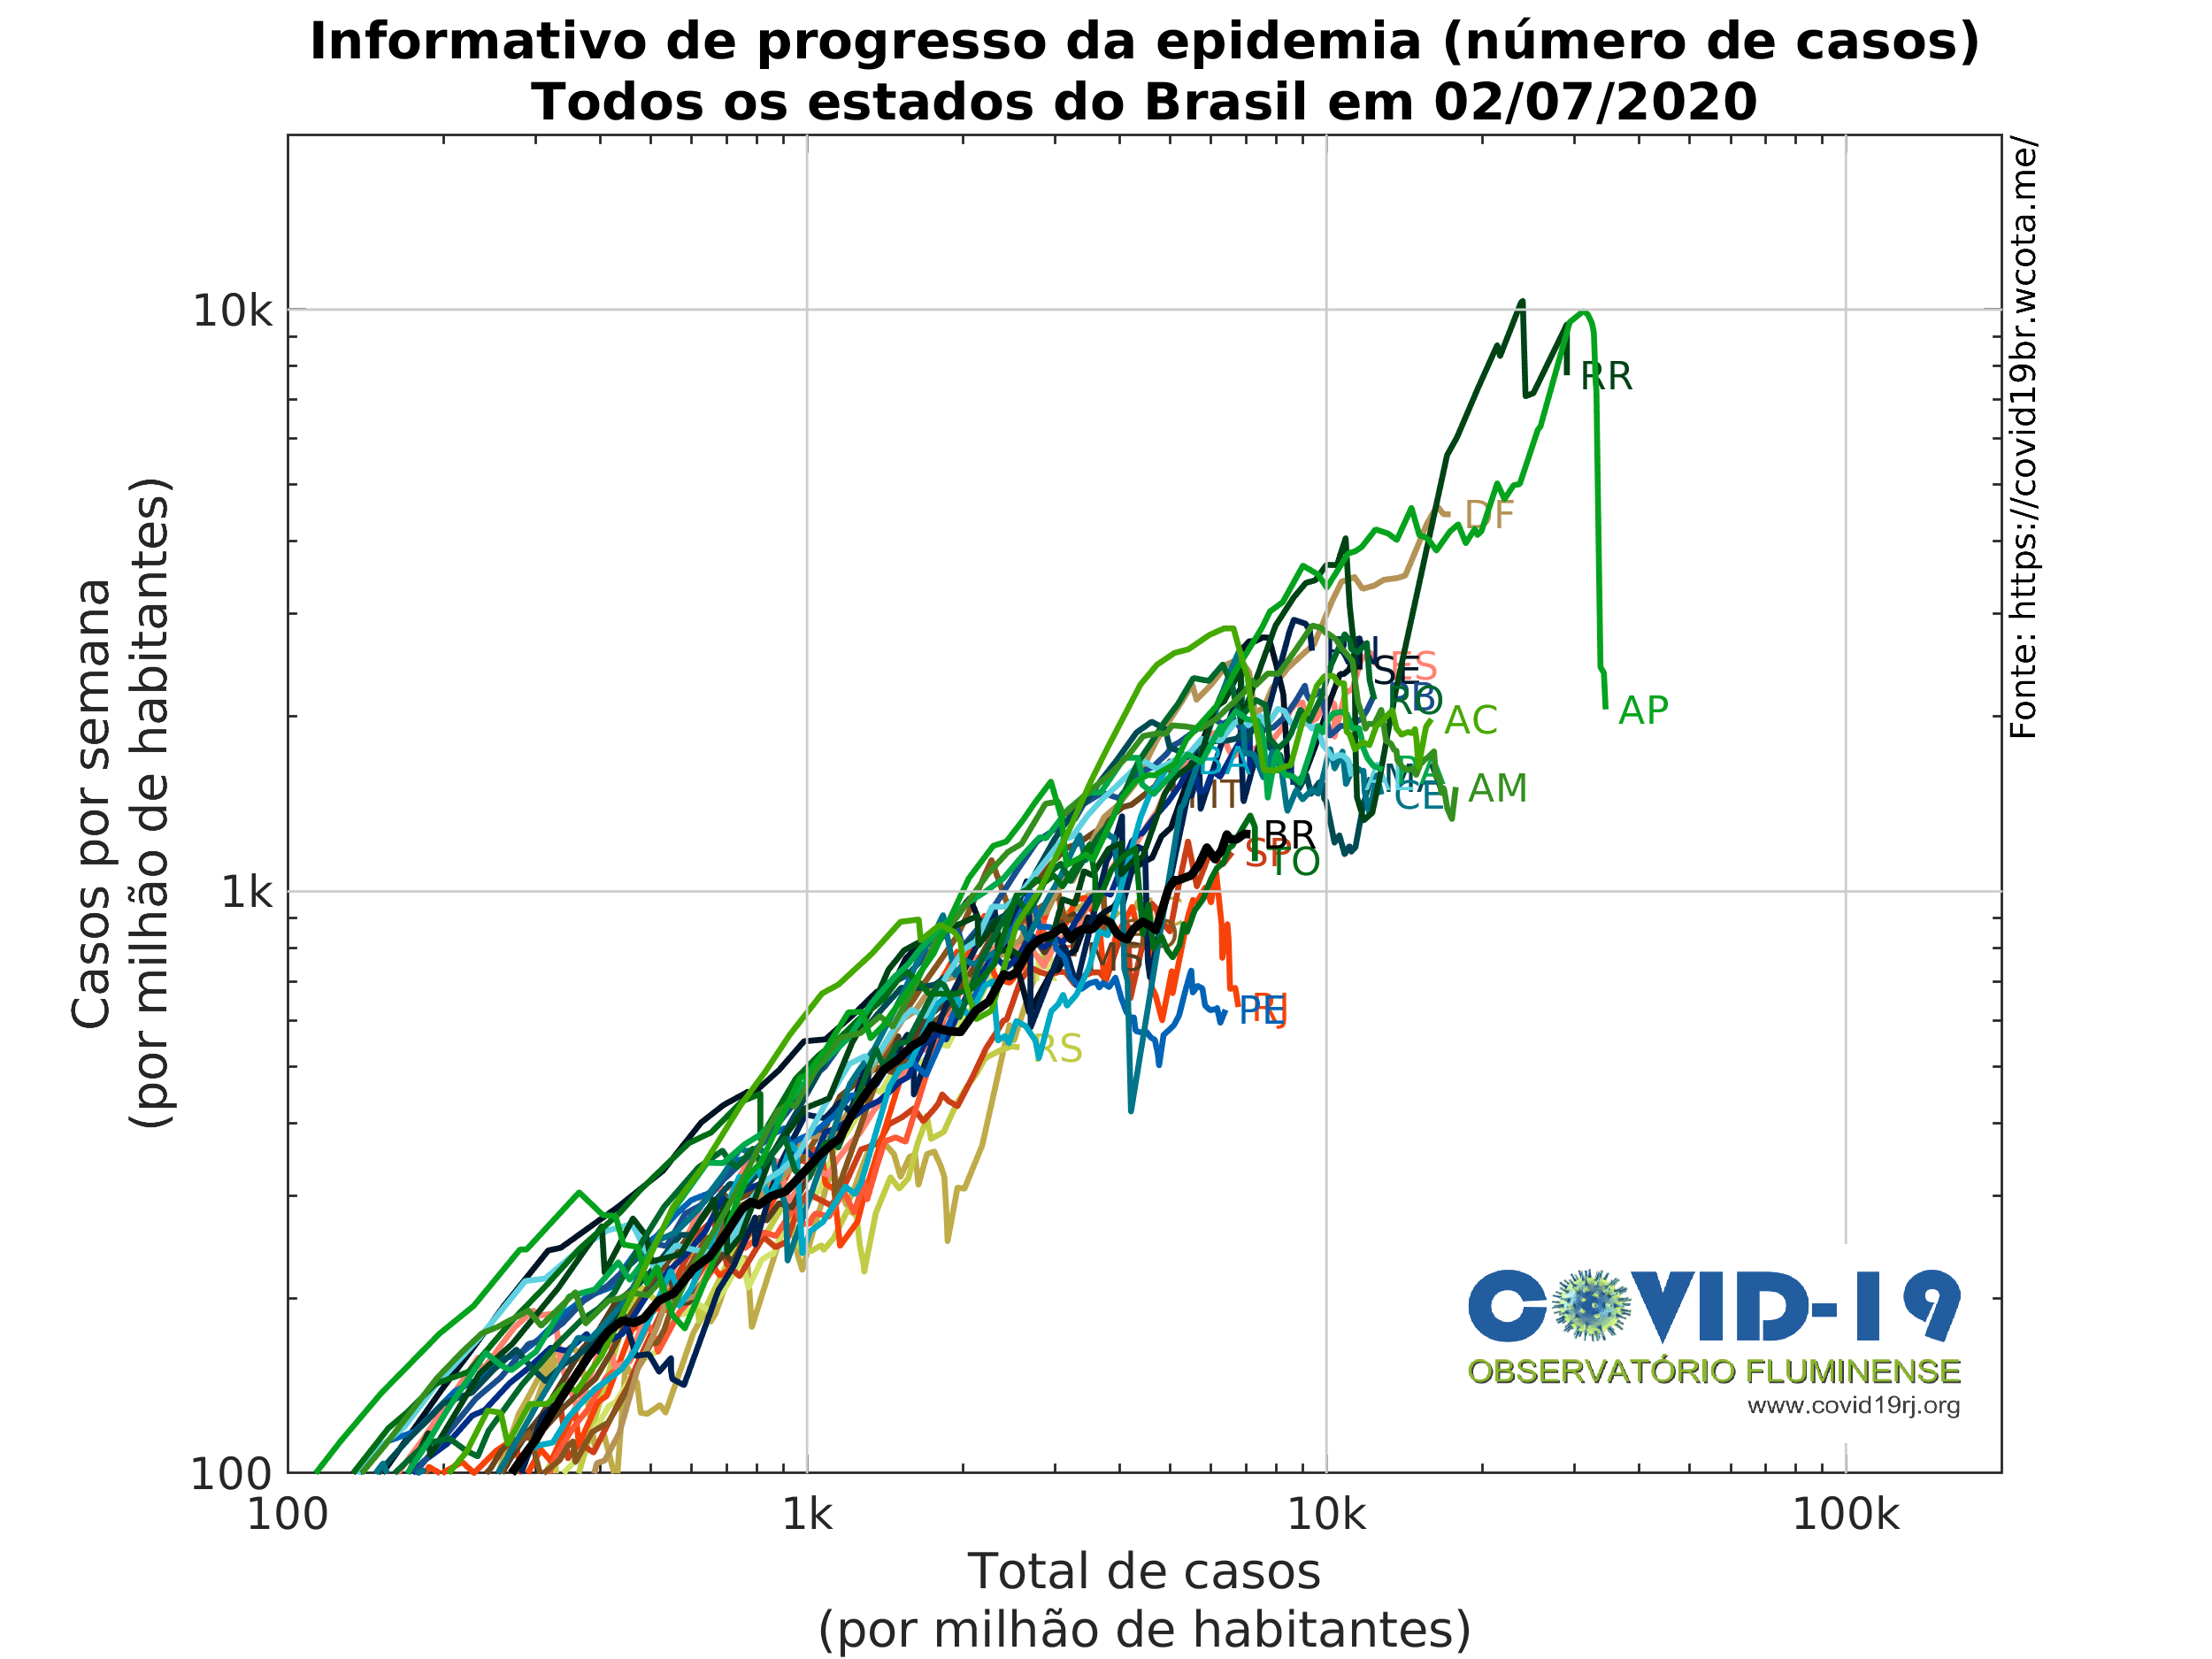 Informativo de progresso da epidemia (número de casos)
Todos os estados do Brasil em 02/07/2020
Fonte: https://covid19br.wcota.me/
Casos por semana
(por milhão de habitantes)
10k
1k
100
RR
DF
ES
SE
RO
AC
AP
AM
CE
BR
SP
TO
PE
RJ
RS
COVID-19
OBSERVATÓRIO FLUMINENSE
www.covid19rj.org
100
1k
10k
100k
Total de casos
(por milhão de habitantes)